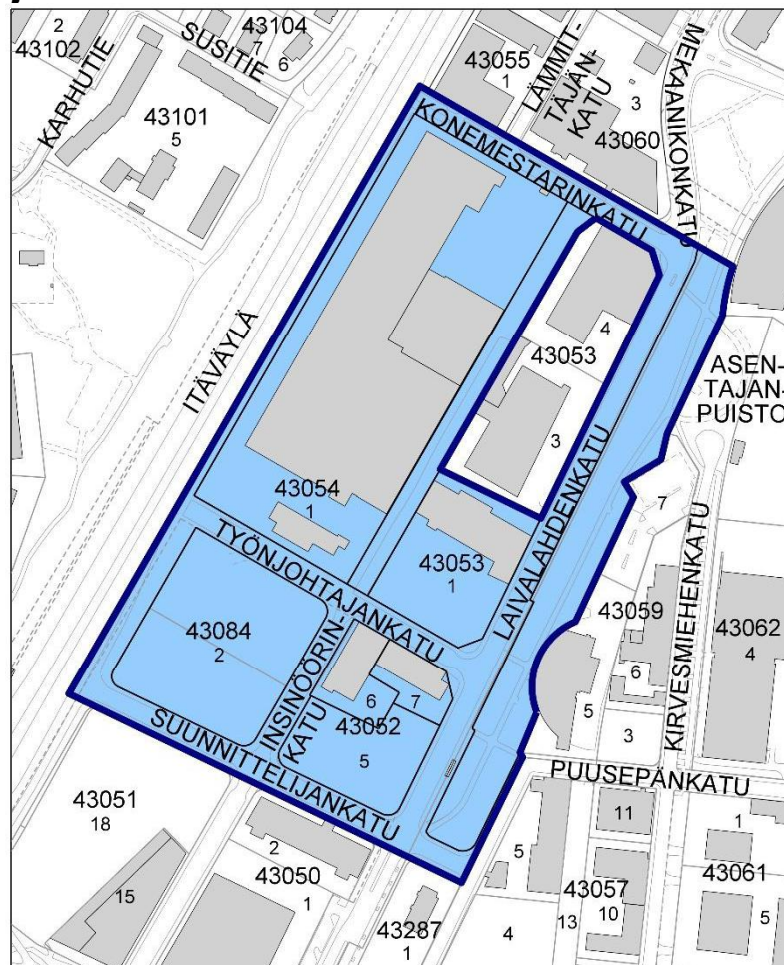 2
43102
43104
7
6
SUSITIE
KARHUTIE
43101
5
43055
1
LÄMMIT-
TÄJÄN-
KATU
3
43060
MEKAANIKONKATU
KONEMESTARINKATU
ITÄVÄYLÄ
4
43053
3
ASEN-
TAJAN-
PUISTO
43054
1
43053
1
LAIVALAHDENKATU
7
KIRVESMIEHENKATU
TYÖNJOHTAJANKATU
43059
43062
4
43084
2
INSINÖÖRIN-
KATU
6
7
43052
5
6
5
3
SUUNNITTELIJANKATU
PUUSEPÄNKATU
43051
18
15
2
43050
1
5
11
1
43061
43057
10
13
4
5
43287
1